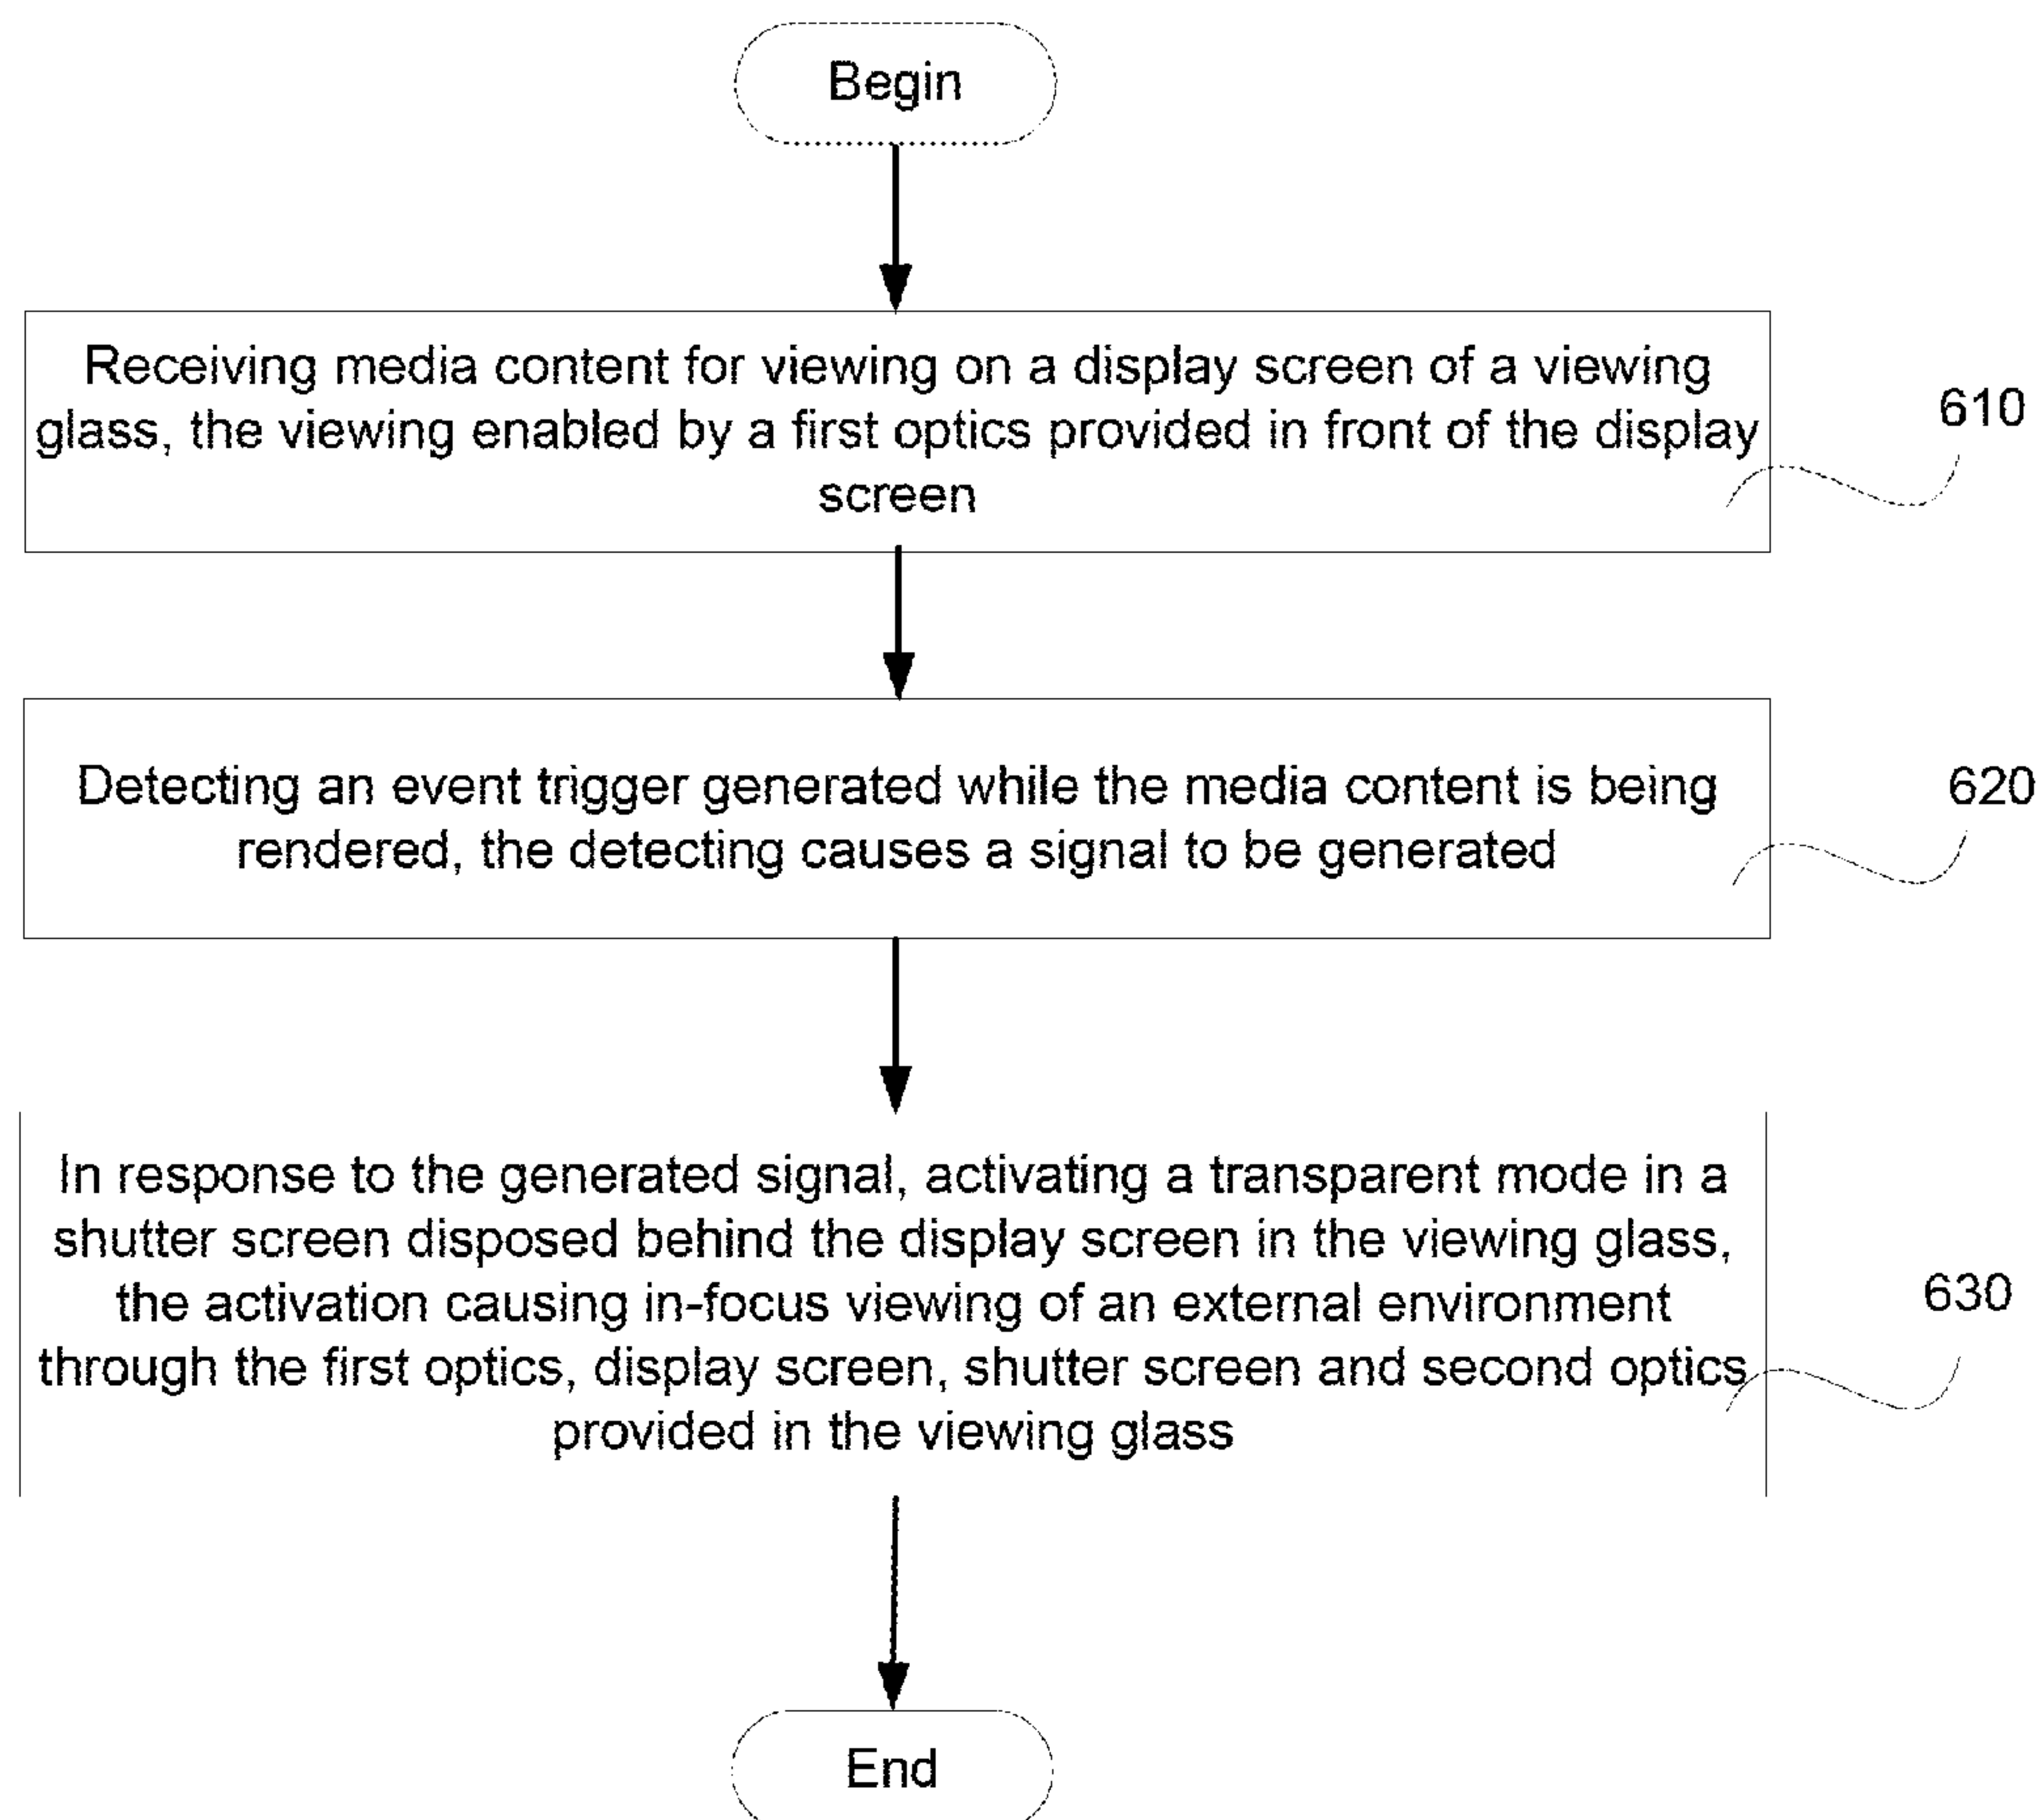 Begin
Receiving media content for viewing on a display screen of a viewing
glass, the viewing enabled by a first optics provided in front of the display
screen
610
Detecting an event trigger generated while the media content is being
rendered, the detecting causes a signal to be generated
620
In response to the generated signal, activating a transparent mode in a
shutter screen disposed behind the display screen in the viewing glass,
the activation causing in-focus viewing of an external environment
through the first optics, display screen, shutter screen and second optics
provided in the viewing glass
630
End